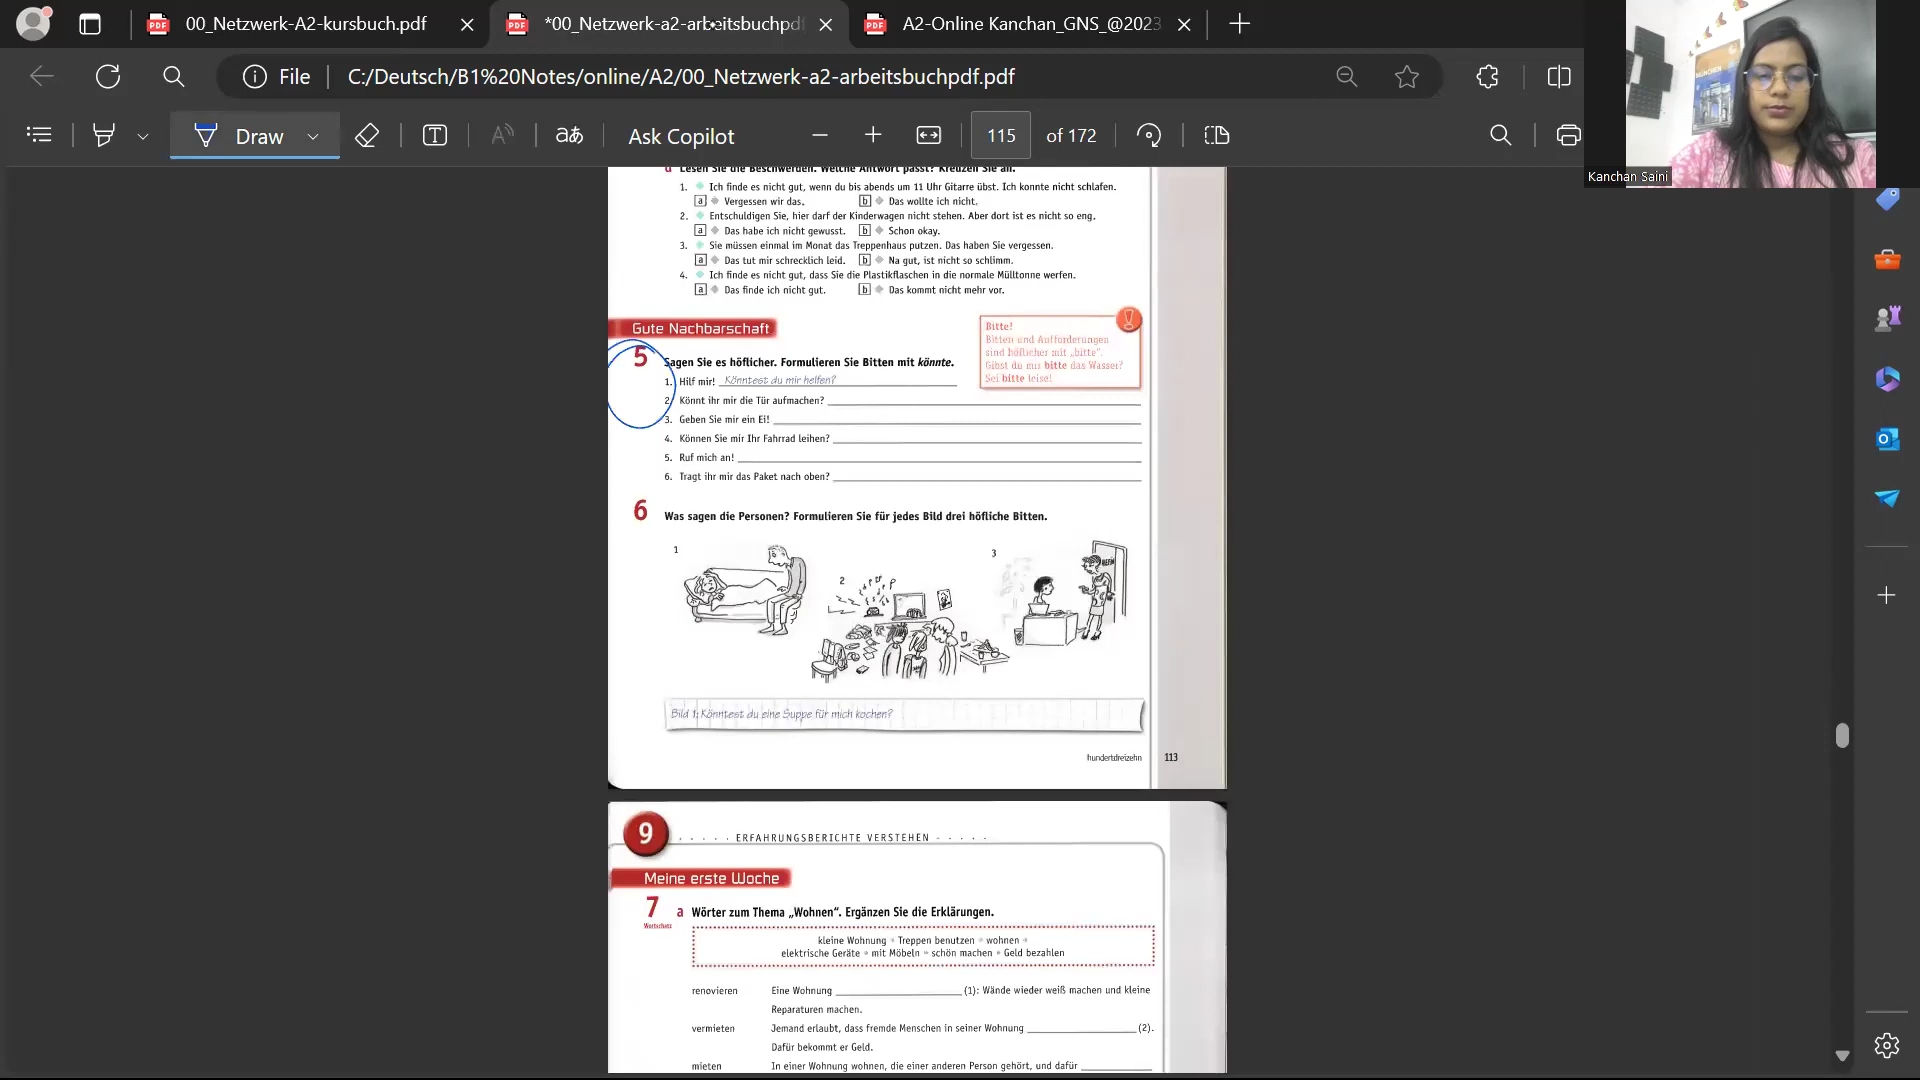 00_Netzwerk-A2-kursbuch.pdf
*00_Netzwerk-a2-arbeitsbuchpdf
A2-Online Kanchan_GNS_@2023
File
C:/Deutsch/B1%20Notes/online/A2/00_Netzwerk-a2-arbeitsbuchpdf.pdf
Draw
Ask Copilot
115 of 172
MÜNCHEN
Kanchan Saini
d Lesen Sie die Beschwerden. Welche Antwort passt? Kreuzen Sie an.
1. Ich finde es nicht gut, wenn du bis abends um 11 Uhr Gitarre übst. Ich konnte nicht schlafen.
a Vergessen wir das. b Das wollte ich nicht.
2. Entschuldigen Sie, hier darf der Kinderwagen nicht stehen. Aber dort ist es nicht so eng.
a Das habe ich nicht gewusst. b Schon okay.
3. Sie müssen einmal im Monat das Treppenhaus putzen. Das haben Sie vergessen.
a Das tut mir schrecklich leid. b Na gut, ist nicht so schlimm.
4. Ich finde es nicht gut, dass Sie die Plastikflaschen in die normale Mülltonne werfen.
a Das finde ich nicht gut. b Das kommt nicht mehr vor.
Gute Nachbarschaft
Bitte!
Bitten und Aufforderungen
sind höflicher mit „bitte“.
Gibst du mir bitte das Wasser?
Sei bitte leise!
5 Sagen Sie es höflicher. Formulieren Sie Bitten mit könnte.
1. Hilf mir! Könntest du mir helfen?
2. Könnt ihr mir die Tür aufmachen?
3. Geben Sie mir ein Ei!
4. Können Sie mir Ihr Fahrrad leihen?
5. Ruf mich an!
6. Tragt ihr mir das Paket nach oben?
6 Was sagen die Personen? Formulieren Sie für jedes Bild drei höfliche Bitten.
1
2
3
Bild 1: Könntest du eine Suppe für mich kochen?
hundertdreizehn 113
9 ERFAHRUNGSBERICHTE VERSTEHEN
Meine erste Woche
7 a Wörter zum Thema „Wohnen“. Ergänzen Sie die Erklärungen.
Wortschatz
kleine Wohnung Treppen benutzen wohnen
elektrische Geräte mit Möbeln schön machen Geld bezahlen
renovieren Eine Wohnung (1): Wände wieder weiß machen und kleine
Reparaturen machen.
vermieten Jemand erlaubt, dass fremde Menschen in seiner Wohnung (2).
Dafür bekommt er Geld.
mieten In einer Wohnung wohnen, die einer anderen Person gehört, und dafür